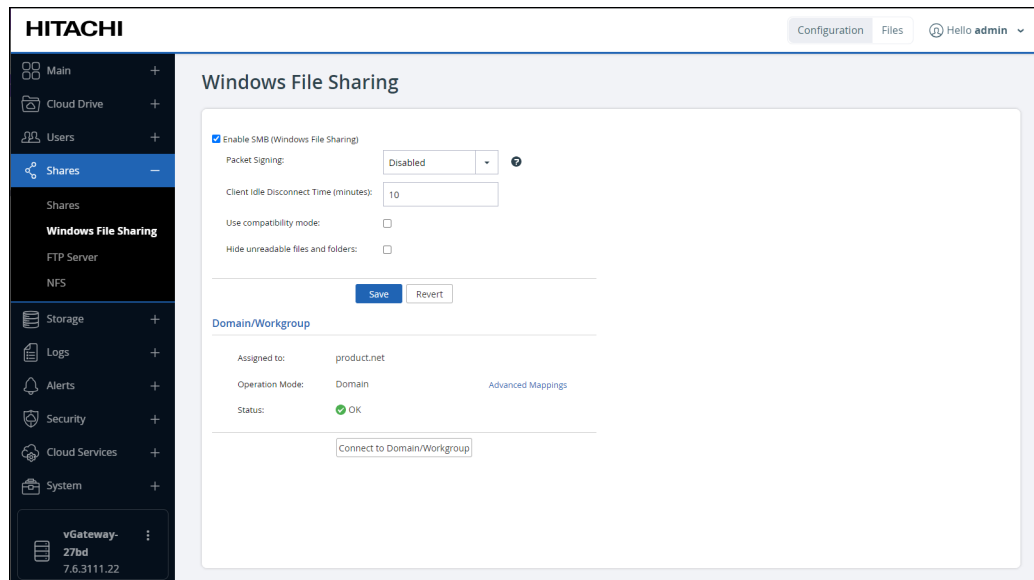 HITACHI
Configuration Files Hello admin
Main
Cloud Drive
Users
Shares
Shares
Windows File Sharing
FTP Server
NFS
Storage
Logs
Alerts
Security
Cloud Services
System
vGateway-
27bd
7.6.3111.22
Windows File Sharing
Enable SMB (Windows File Sharing)
Packet Signing: Disabled
Client Idle Disconnect Time (minutes): 10
Use compatibility mode:
Hide unreadable files and folders:
Save Revert
Domain/Workgroup
Assigned to: product.net
Operation Mode: Domain Advanced Mappings
Status: OK
Connect to Domain/Workgroup